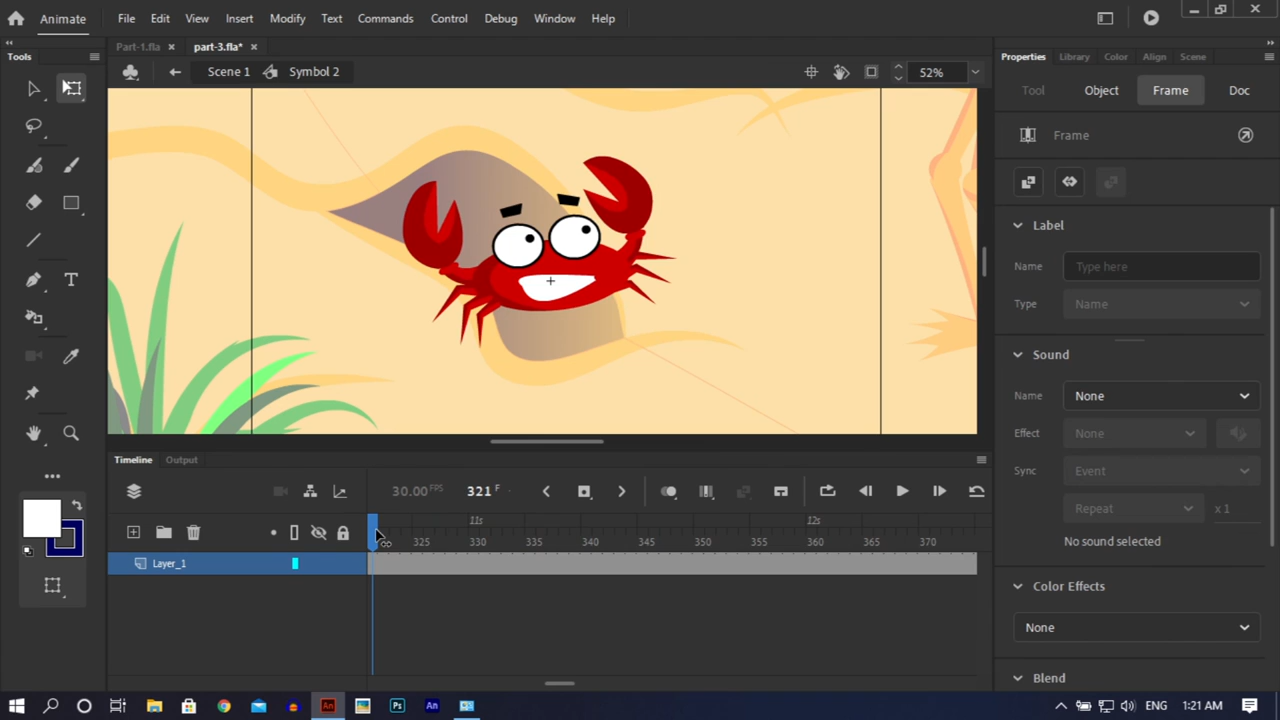 Animate File Edit View Insert Modify Text Commands Control Debug Window Help
Tools
Part-1.fla × part-3.fla* ×
Scene 1 Symbol 2 52%
Properties Library Color Align Scene
Tool Object Frame Doc
Frame
Label
Name Type here
Type Name
Sound
Name None
Effect None
Sync Event
Repeat x 1
No sound selected
Color Effects
None
Blend
Timeline Output
30.00 FPS 321 F
11s 12s
325 330 335 340 345 350 355 360 365 370
Layer_1
T
An Ps An ENG 1:21 AM